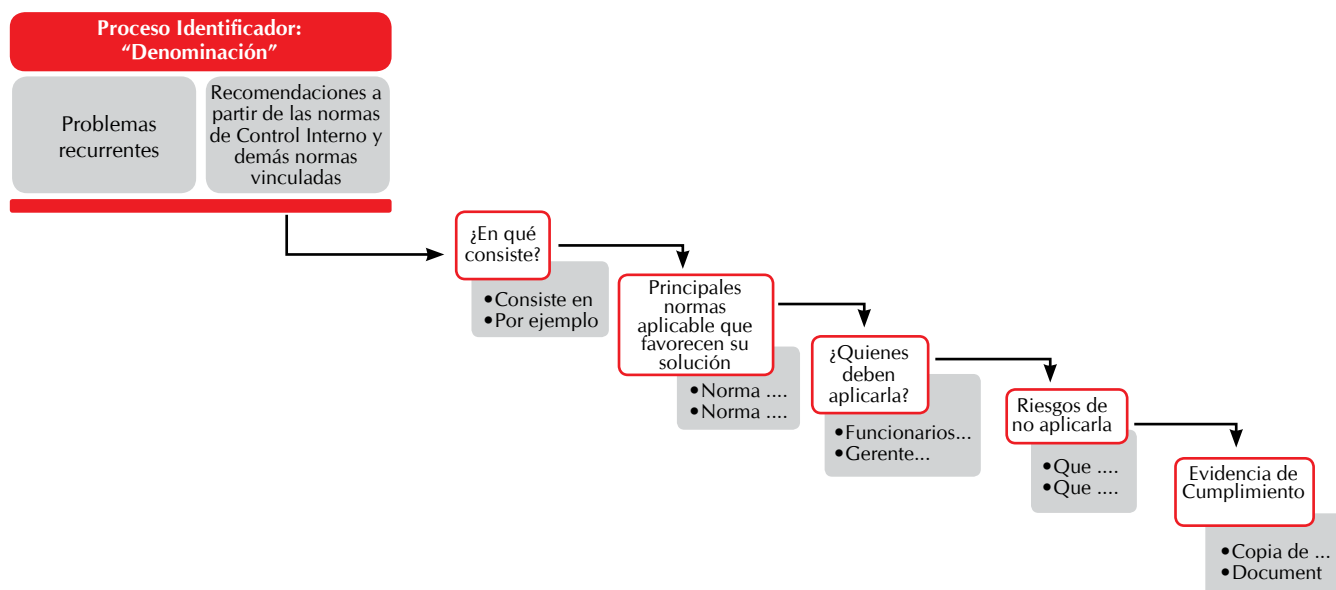 Proceso Identificador:
“Denominación”
Problemas
recurrentes
Recomendaciones a
partir de las normas
de Control Interno y
demás normas
vinculadas
¿En qué
consiste?
•Consiste en
•Por ejemplo
Principales
normas
aplicable que
favorecen su
solución
•Norma ....
•Norma ....
¿Quienes
deben
aplicarla?
•Funcionarios...
•Gerente...
Riesgos de
no aplicarla
•Que ....
•Que ....
Evidencia de
Cumplimiento
•Copia de ...
•Document